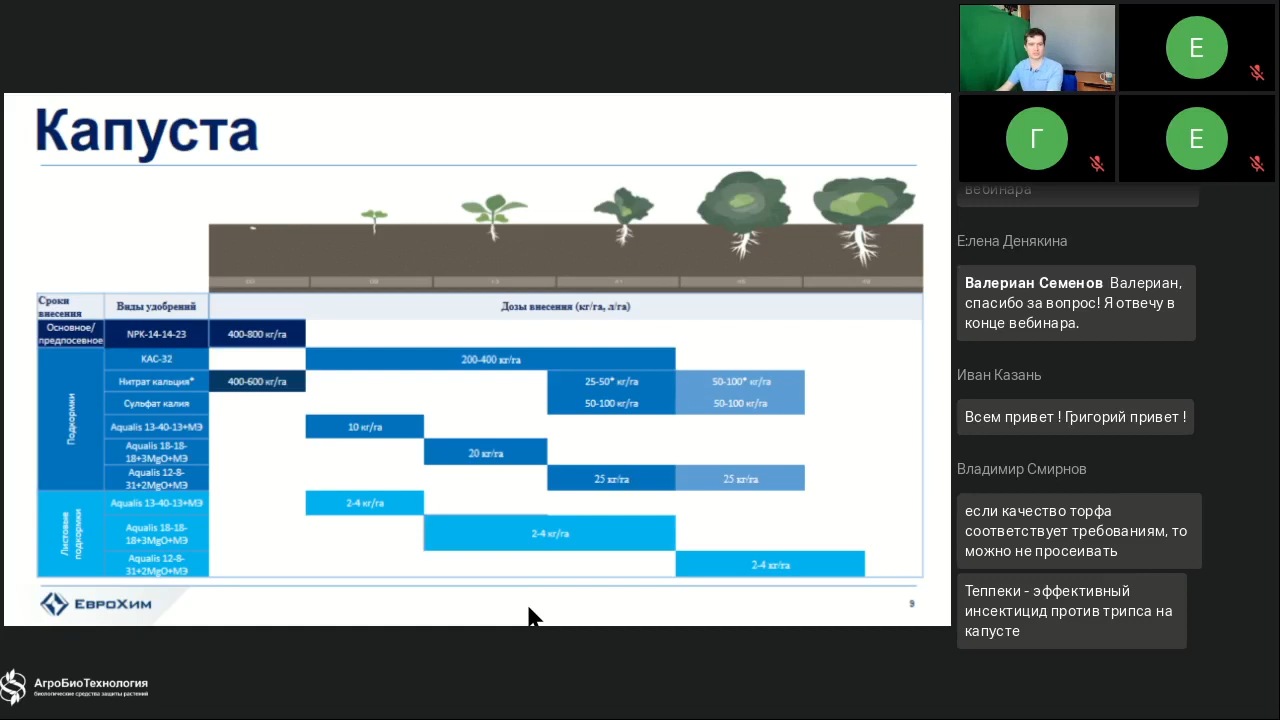 Капуста
Сроки внесения
Виды удобрений
Дозы внесения (кг/га, л/га)
Основное/
предпосевное
NPK-14-14-23
400-800 кг/га
Подкормки
КАС-32
200-400 кг/га
Нитрат кальция*
400-600 кг/га
25-50* кг/га
50-100* кг/га
Сульфат калия
50-100 кг/га
50-100 кг/га
Aqualis 13-40-13+МЭ
10 кг/га
Aqualis 18-18-
18+3MgO+МЭ
20 кг/га
Aqualis 12-8-
31+2MgO+МЭ
25 кг/га
25 кг/га
Листовые
подкормки
Aqualis 13-40-13+МЭ
2-4 кг/га
Aqualis 18-18-
18+3MgO+МЭ
2-4 кг/га
Aqualis 12-8-
31+2MgO+МЭ
2-4 кг/га
ЕвроХим
9
АгроБиоТехнология
биологические средства защиты растений
Е
Г
Е
вебинара
Елена Денякина
Валериан Семенов Валериан,
спасибо за вопрос! Я отвечу в
конце вебинара.
Иван Казань
Всем привет ! Григорий привет !
Владимир Смирнов
если качество торфа
соответствует требованиям, то
можно не просеивать
Теппеки - эффективный
инсектицид против трипса на
капусте